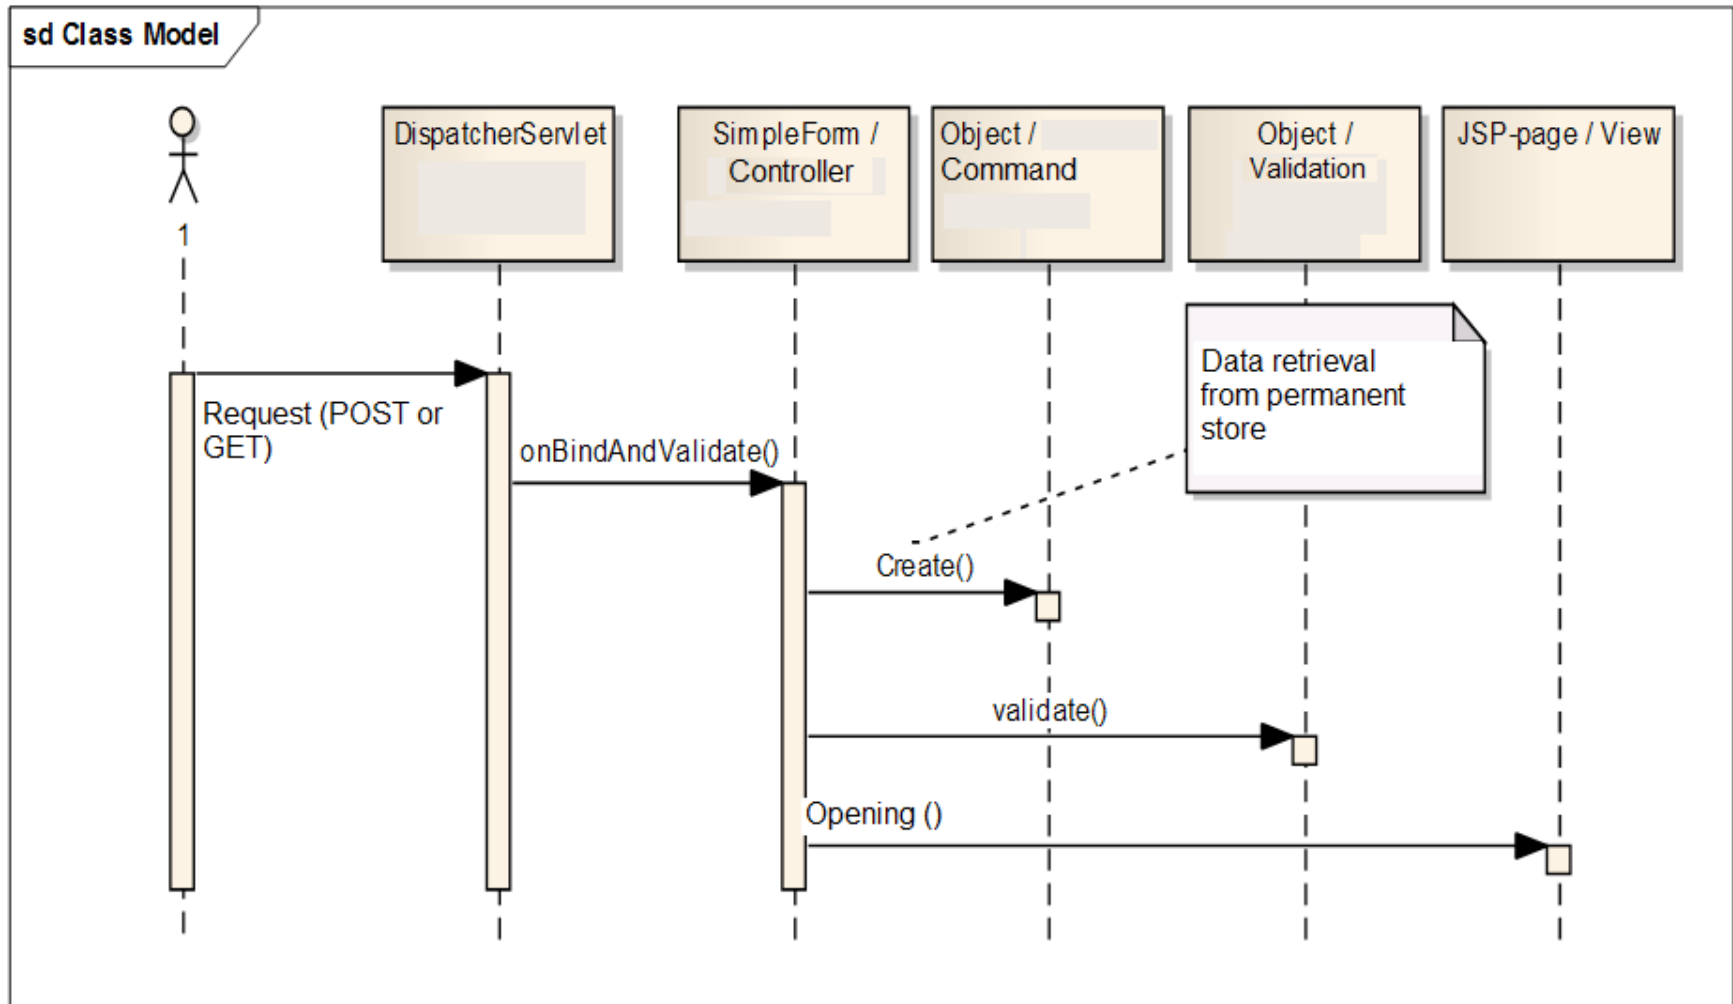 sd Class Model
1
DispatcherServlet
SimpleForm /
Controller
Object /
Command
Object /
Validation
JSP-page / View
Data retrieval
from permanent
store
Request (POST or
GET)
onBindAndValidate()
Create()
validate()
Opening ()